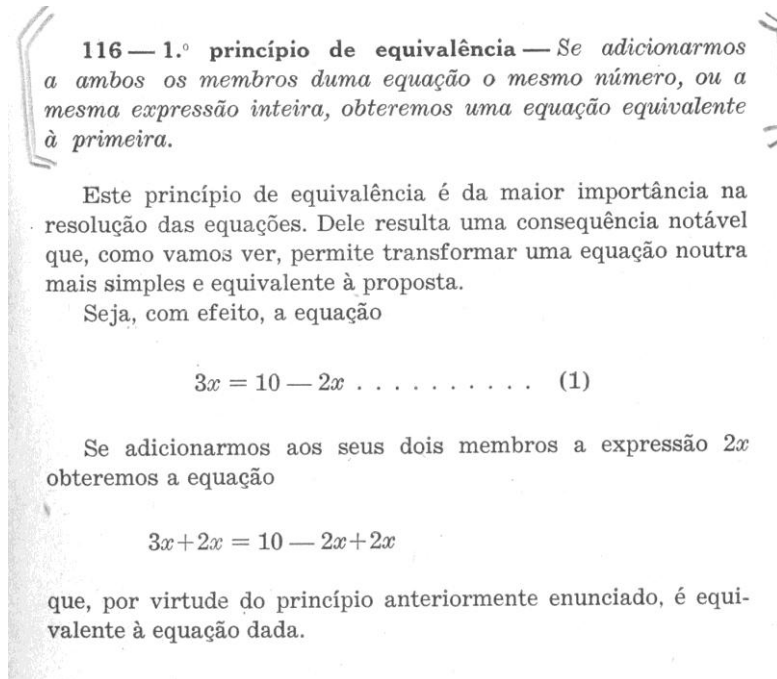 116 — 1.º princípio de equivalência — Se adicionarmos
a ambos os membros duma equação o mesmo número, ou a
mesma expressão inteira, obteremos uma equação equivalente
à primeira.
Este princípio de equivalência é da maior importância na
resolução das equações. Dele resulta uma consequência notável
que, como vamos ver, permite transformar uma equação noutra
mais simples e equivalente à proposta.
Seja, com efeito, a equação
3x = 10 — 2x . . . . . . . . . . . (1)
Se adicionarmos aos seus dois membros a expressão 2x
obteremos a equação
3x+2x = 10 — 2x+2x
que, por virtude do princípio anteriormente enunciado, é equi-
valente à equação dada.